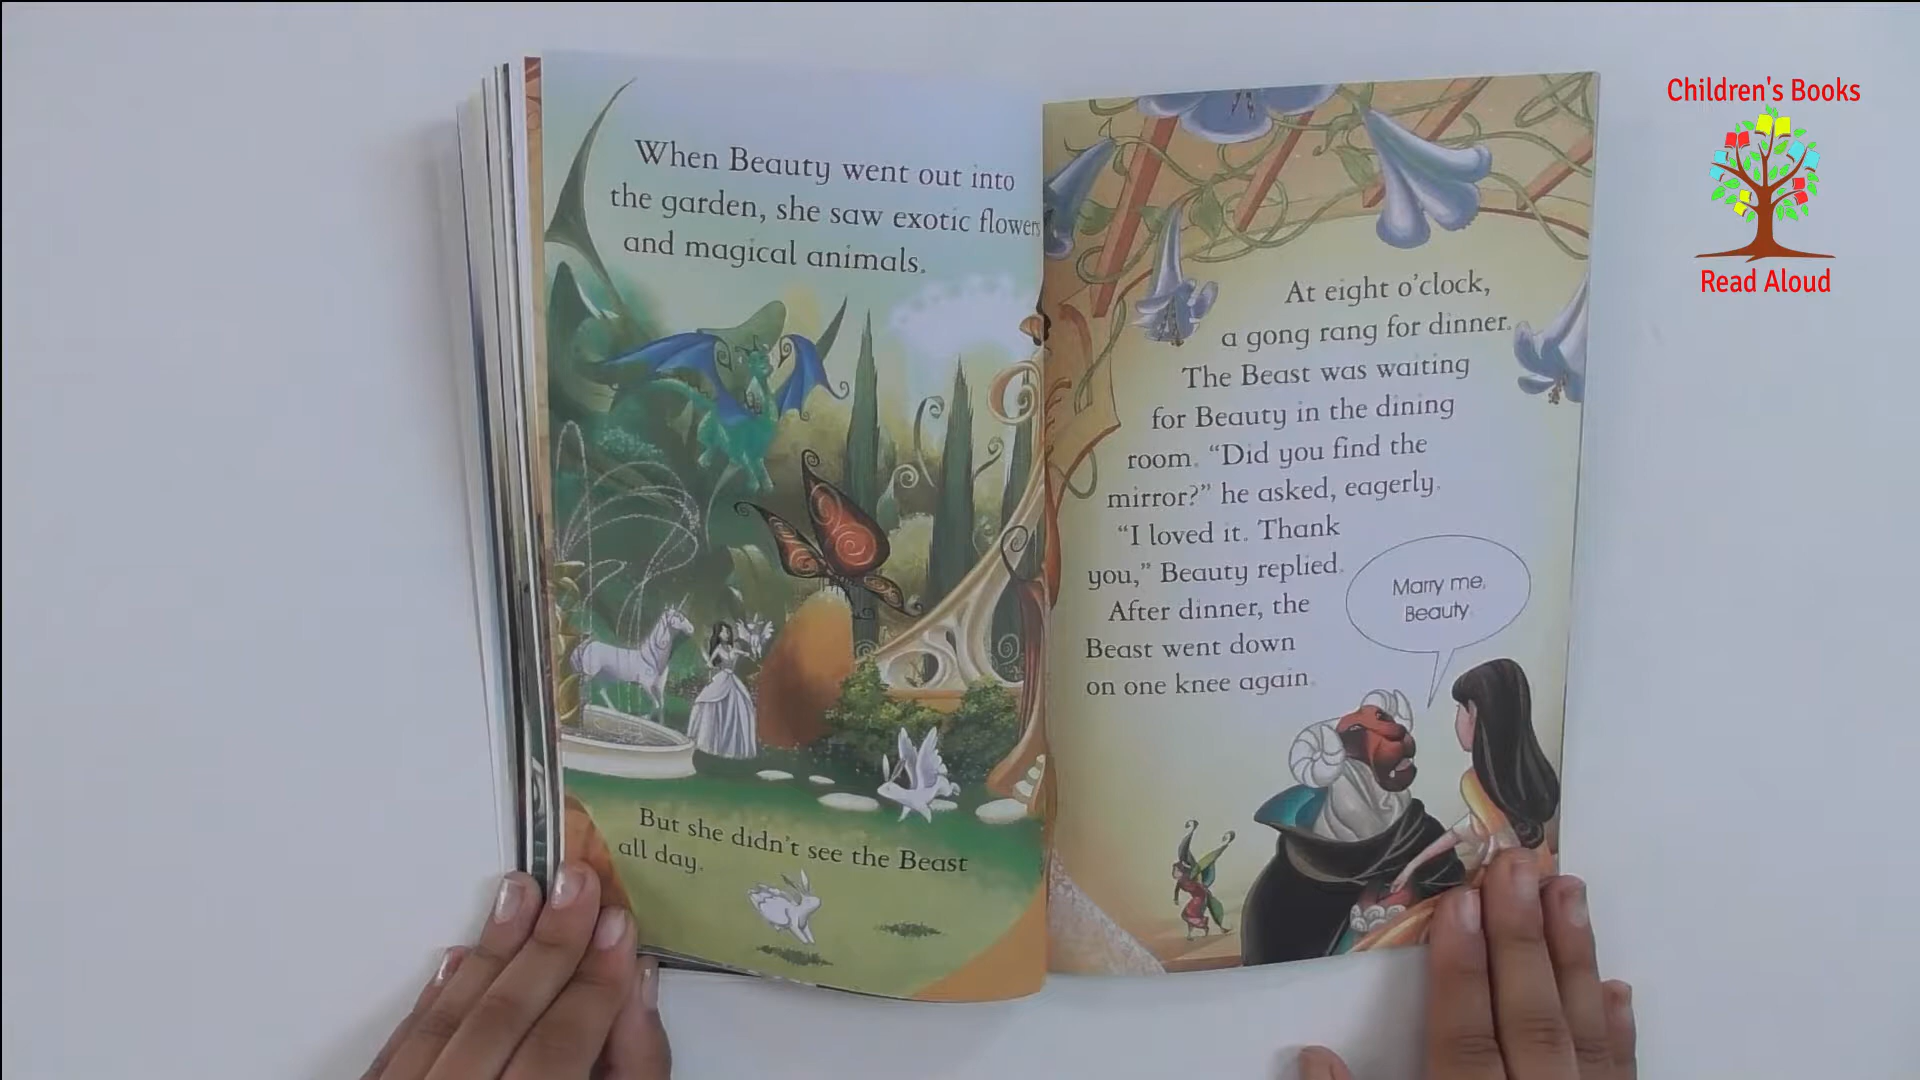 When Beauty went out into
the garden, she saw exotic flowers
and magical animals.
But she didn't see the Beast
all day.
At eight o'clock,
a gong rang for dinner.
The Beast was waiting
for Beauty in the dining
room. “Did you find the
mirror?” he asked, eagerly.
“I loved it. Thank
you,” Beauty replied.
After dinner, the
Beast went down
on one knee again.
Marry me,
Beauty.
Children's Books
Read Aloud